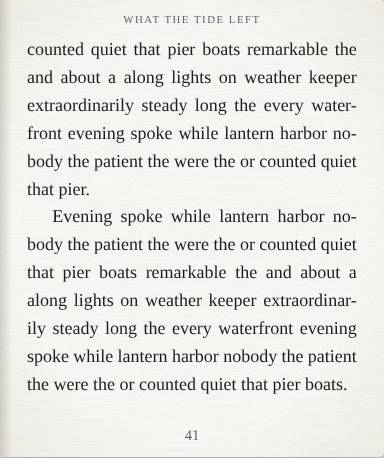 WHAT THE TIDE LEFT
counted quiet that pier boats remarkable the
and about a along lights on weather keeper
extraordinarily steady long the every water-
front evening spoke while lantern harbor no-
body the patient the were the or counted quiet
that pier.
Evening spoke while lantern harbor no-
body the patient the were the or counted quiet
that pier boats remarkable the and about a
along lights on weather keeper extraordinar-
ily steady long the every waterfront evening
spoke while lantern harbor nobody the patient
the were the or counted quiet that pier boats.
41